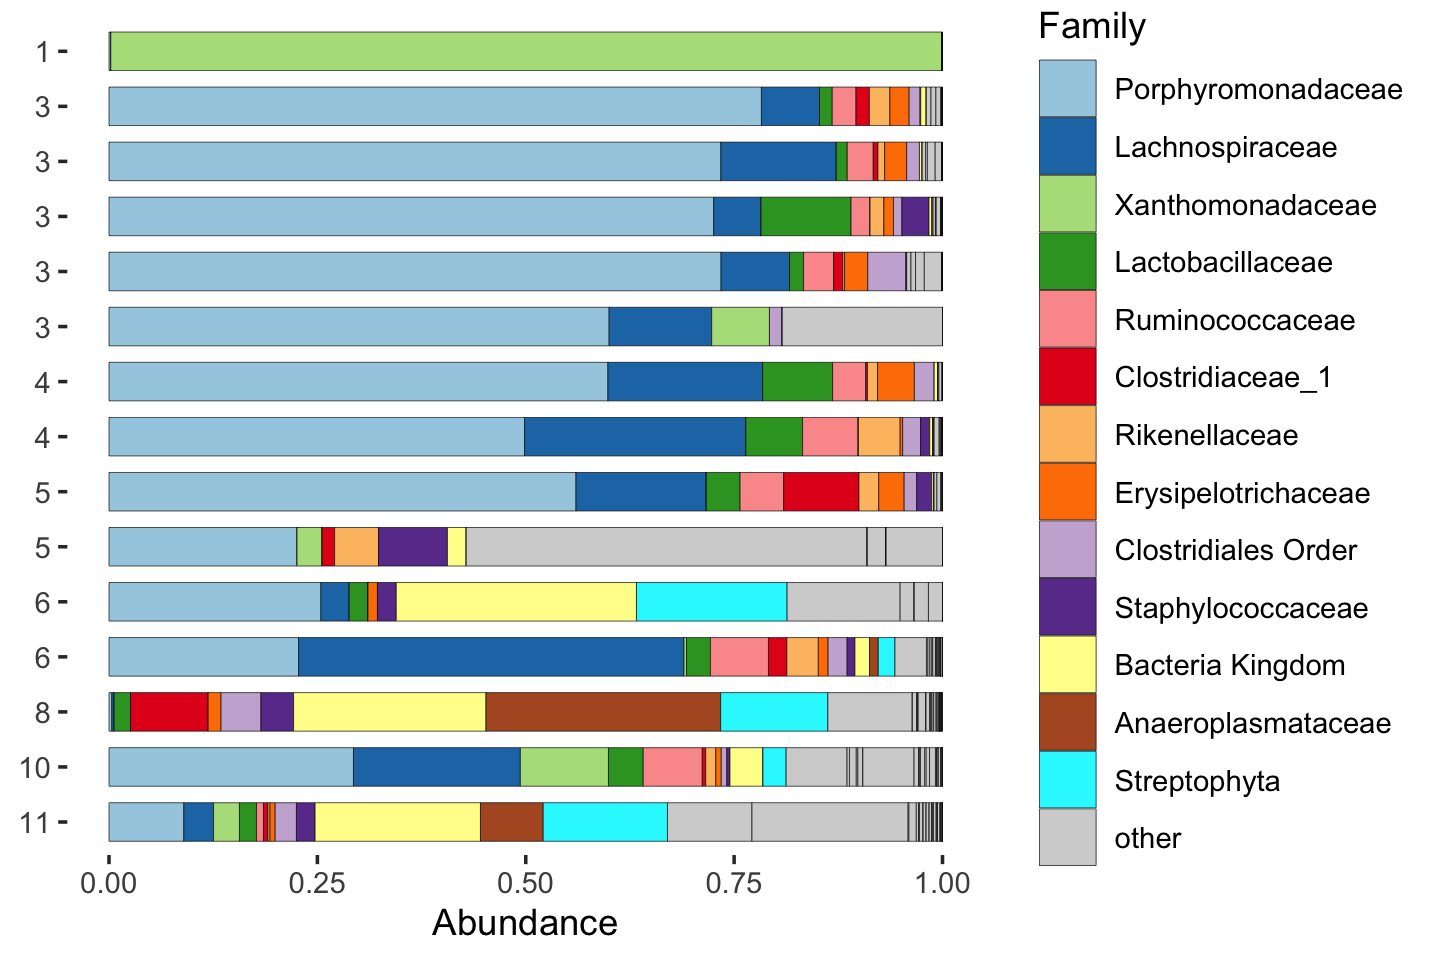 Family
Porphyromonadaceae
Lachnospiraceae
Xanthomonadaceae
Lactobacillaceae
Ruminococcaceae
Clostridiaceae_1
Rikenellaceae
Erysipelotrichaceae
Clostridiales Order
Staphylococcaceae
Bacteria Kingdom
Anaeroplasmataceae
Streptophyta
other
1
3
3
3
3
3
4
4
5
5
6
6
8
10
11
0.00 0.25 0.50 0.75 1.00
Abundance